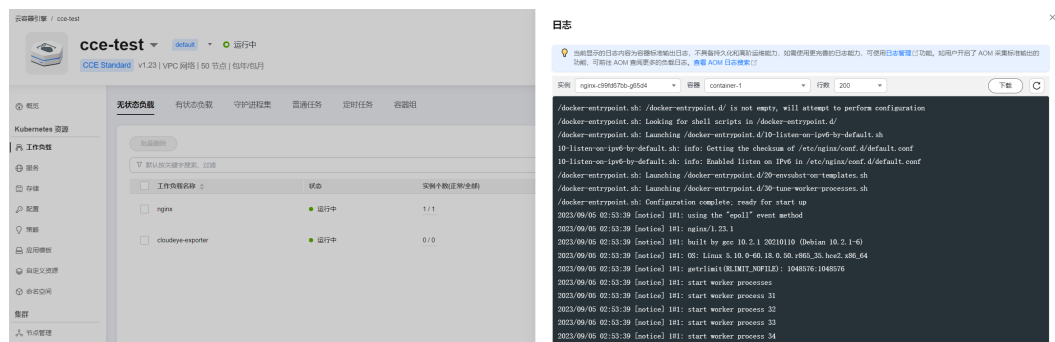 云容器引擎 / cce-test
cce-test default 运行中
CCE Standard v1.23 | VPC 网络 | 50 节点 | 包年/包月
概览
Kubernetes 资源
工作负载
服务
存储
配置
策略
应用模板
自定义资源
命名空间
集群
节点管理
无状态负载 有状态负载 守护进程集 普通任务 定时任务 容器组
批量删除
默认按关键字搜索、过滤
工作负载名称 状态 实例个数(正常/全部)
nginx 运行中 1 / 1
cloudeye-exporter 运行中 0 / 0
日志
当前显示的日志内容为容器标准输出日志，不具备持久化和高阶运维能力，如需使用更完善的日志能力，可使用日志管理功能。如用户开启了 AOM 采集标准输出的
功能，可前往 AOM 查阅更多的负载日志。查看 AOM 日志搜索
实例 nginx-c99fd67bb-g65d4 容器 container-1 行数 200 下载
/docker-entrypoint.sh: /docker-entrypoint.d/ is not empty, will attempt to perform configuration
/docker-entrypoint.sh: Looking for shell scripts in /docker-entrypoint.d/
/docker-entrypoint.sh: Launching /docker-entrypoint.d/10-listen-on-ipv6-by-default.sh
10-listen-on-ipv6-by-default.sh: info: Getting the checksum of /etc/nginx/conf.d/default.conf
10-listen-on-ipv6-by-default.sh: info: Enabled listen on IPv6 in /etc/nginx/conf.d/default.conf
/docker-entrypoint.sh: Launching /docker-entrypoint.d/20-envsubst-on-templates.sh
/docker-entrypoint.sh: Launching /docker-entrypoint.d/30-tune-worker-processes.sh
/docker-entrypoint.sh: Configuration complete; ready for start up
2023/09/05 02:53:39 [notice] 1#1: using the "epoll" event method
2023/09/05 02:53:39 [notice] 1#1: nginx/1.23.1
2023/09/05 02:53:39 [notice] 1#1: built by gcc 10.2.1 20210110 (Debian 10.2.1-6)
2023/09/05 02:53:39 [notice] 1#1: OS: Linux 5.10.0-60.18.0.50.r865_35.hce2.x86_64
2023/09/05 02:53:39 [notice] 1#1: getrlimit(RLIMIT_NOFILE): 1048576:1048576
2023/09/05 02:53:39 [notice] 1#1: start worker processes
2023/09/05 02:53:39 [notice] 1#1: start worker process 31
2023/09/05 02:53:39 [notice] 1#1: start worker process 32
2023/09/05 02:53:39 [notice] 1#1: start worker process 33
2023/09/05 02:53:39 [notice] 1#1: start worker process 34